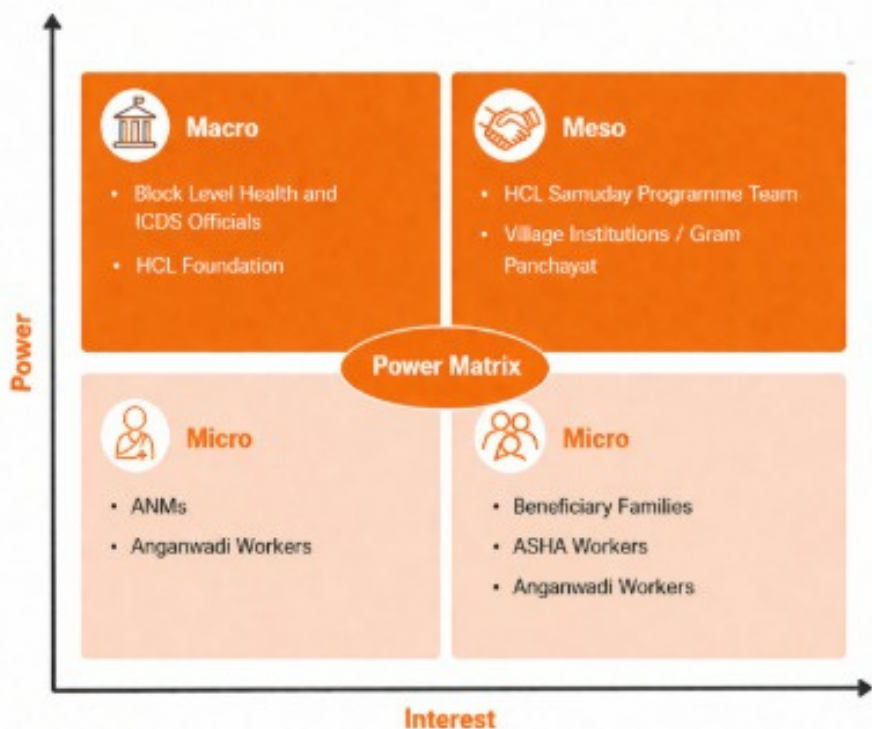 Macro
• Block Level Health and
ICDS Officials
• HCL Foundation
Meso
• HCL Samuday Programme Team
• Village Institutions / Gram
Panchayat
Power
Power Matrix
Micro
• ANMs
• Anganwadi Workers
Micro
• Beneficiary Families
• ASHA Workers
• Anganwadi Workers
Interest